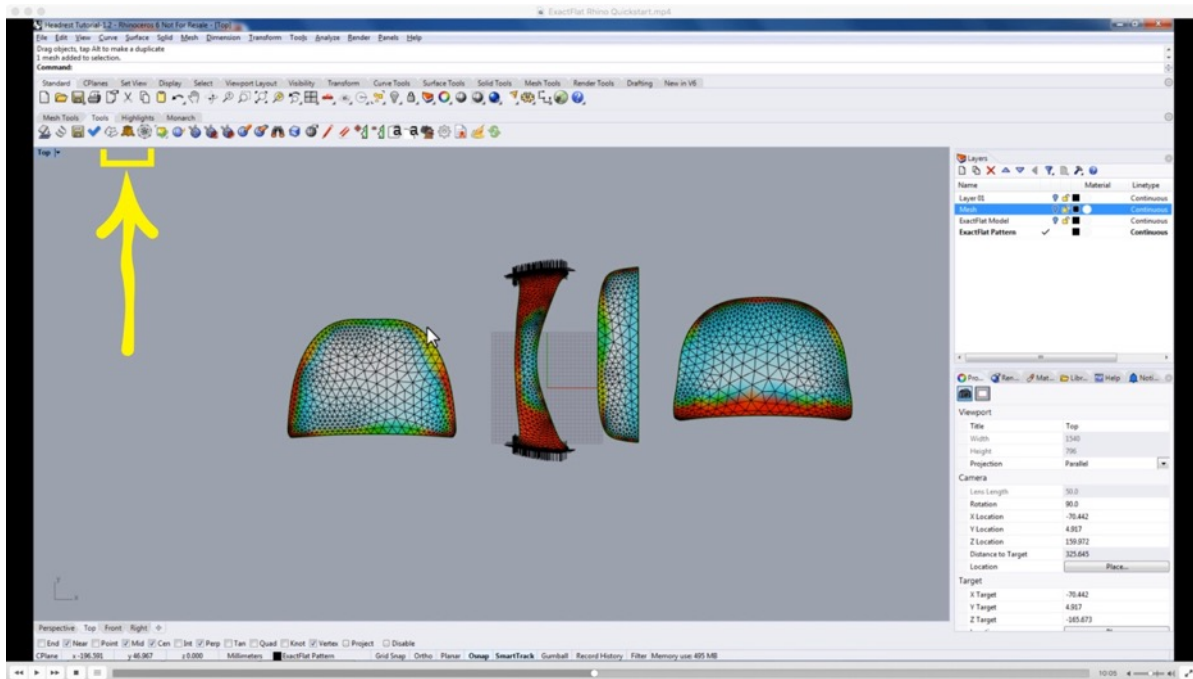 ExactFlat Rhino Quickstart.mp4
Headrest Tutorial-1.2 - Rhinoceros 6 Not For Resale - [Top]
File Edit View Curve Surface Solid Mesh Dimension Transform Tools Analyze Render Panels Help
Drag objects, tap Alt to make a duplicate
1 mesh added to selection.
Command:
Standard CPlanes Set View Display Select Viewport Layout Visibility Transform Curve Tools Surface Tools Solid Tools Mesh Tools Render Tools Drafting New in V6
Mesh Tools Tools Highlights Monarch
Top
Layers
Name Material Linetype
Layer 01 Continuous
Mesh Continuous
ExactFlat Model Continuous
ExactFlat Pattern Continuous
Pro... Ren... Mat... Libr... Help Noti...
Viewport
Title Top
Width 1540
Height 796
Projection Parallel
Camera
Lens Length 50.0
Rotation 90.0
X Location -70.442
Y Location 4.917
Z Location 159.972
Distance to Target 325.645
Location Place...
Target
X Target -70.442
Y Target 4.917
Z Target -165.673
y
x
Perspective Top Front Right
End Near Point Mid Cen Int Perp Tan Quad Knot Vertex Project Disable
CPlane x -196.591 y 46.967 z 0.000 Millimeters ExactFlat Pattern Grid Snap Ortho Planar Osnap SmartTrack Gumball Record History Filter Memory use: 495 MB
10:05